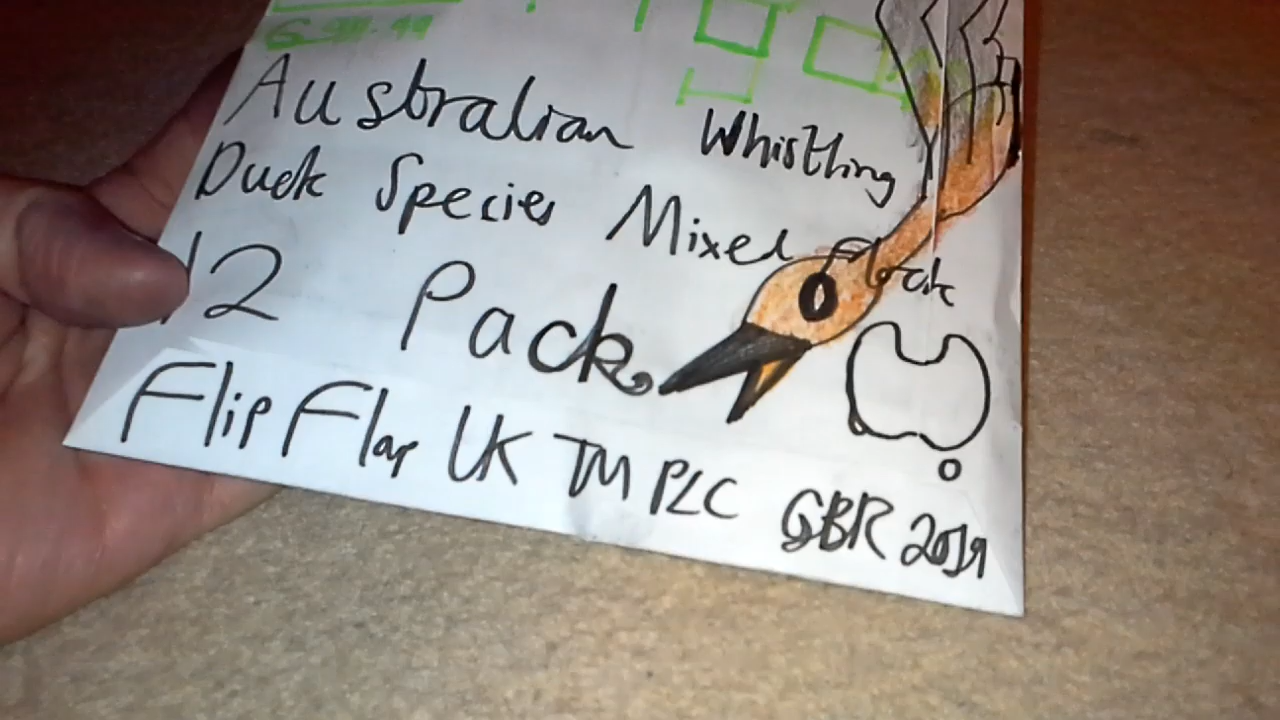 Australian Whistling
Duck Species Mixed Flock
12 Pack
Flip Flap UK TM PLC GBR 2019